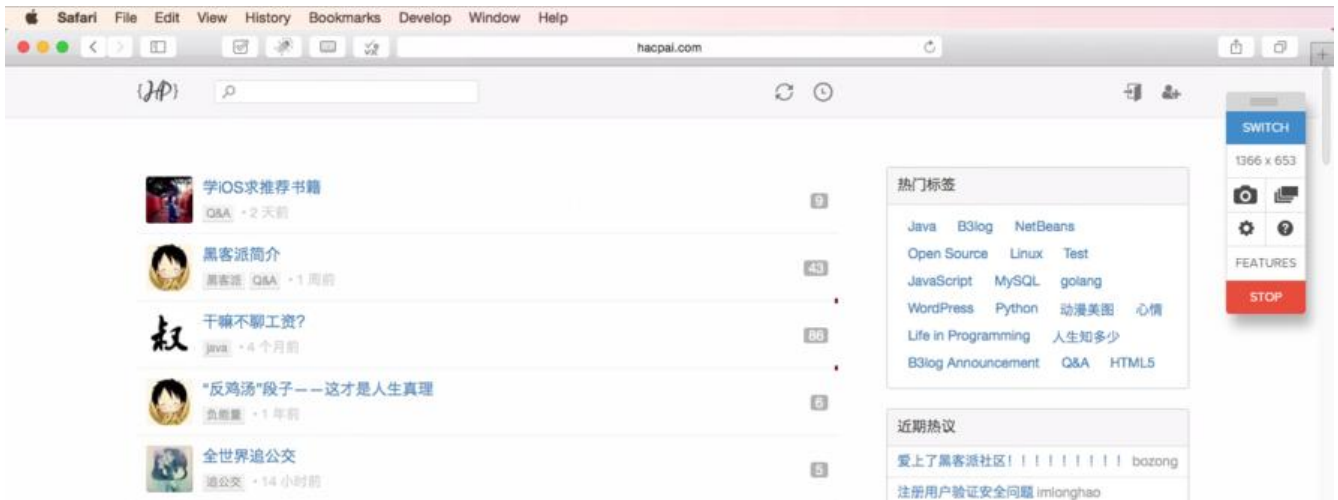 Safari File Edit View History Bookmarks Develop Window Help
hacpai.com
{HP}
SWITCH
1366 x 653
FEATURES
STOP
学iOS求推荐书籍
Q&A • 2 天前
9
黑客派简介
黑客派 Q&A • 1 周前
43
干嘛不聊工资?
java • 4 个月前
86
“反鸡汤”段子——这才是人生真理
负能量 • 1 年前
6
全世界追公交
追公交 • 14 小时前
5
热门标签
Java B3log NetBeans
Open Source Linux Test
JavaScript MySQL golang
WordPress Python 动漫美图 心情
Life in Programming 人生知多少
B3log Announcement Q&A HTML5
近期热议
爱上了黑客派社区！！！！！！！！！ bozong
注册用户验证安全问题 imlonghao